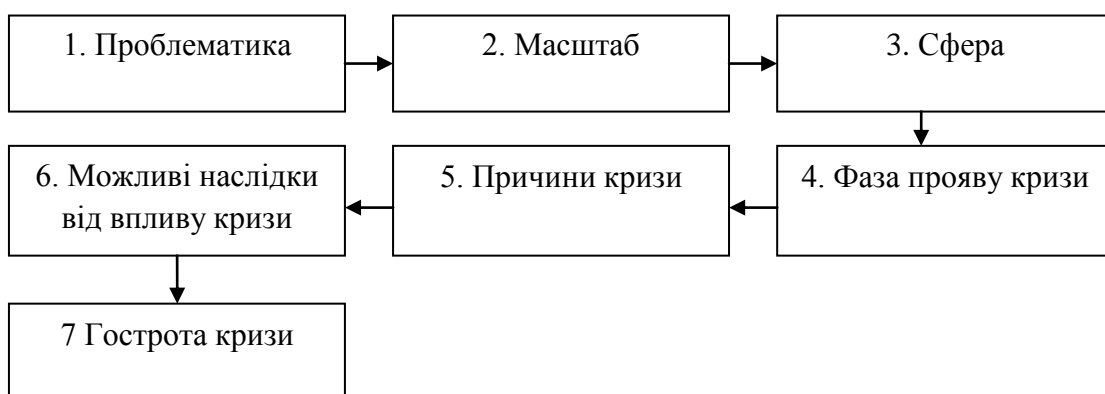 1. Проблематика
2. Масштаб
3. Сфера
4. Фаза прояву кризи
5. Причини кризи
6. Можливі наслідки
від впливу кризи
7 Гострота кризи